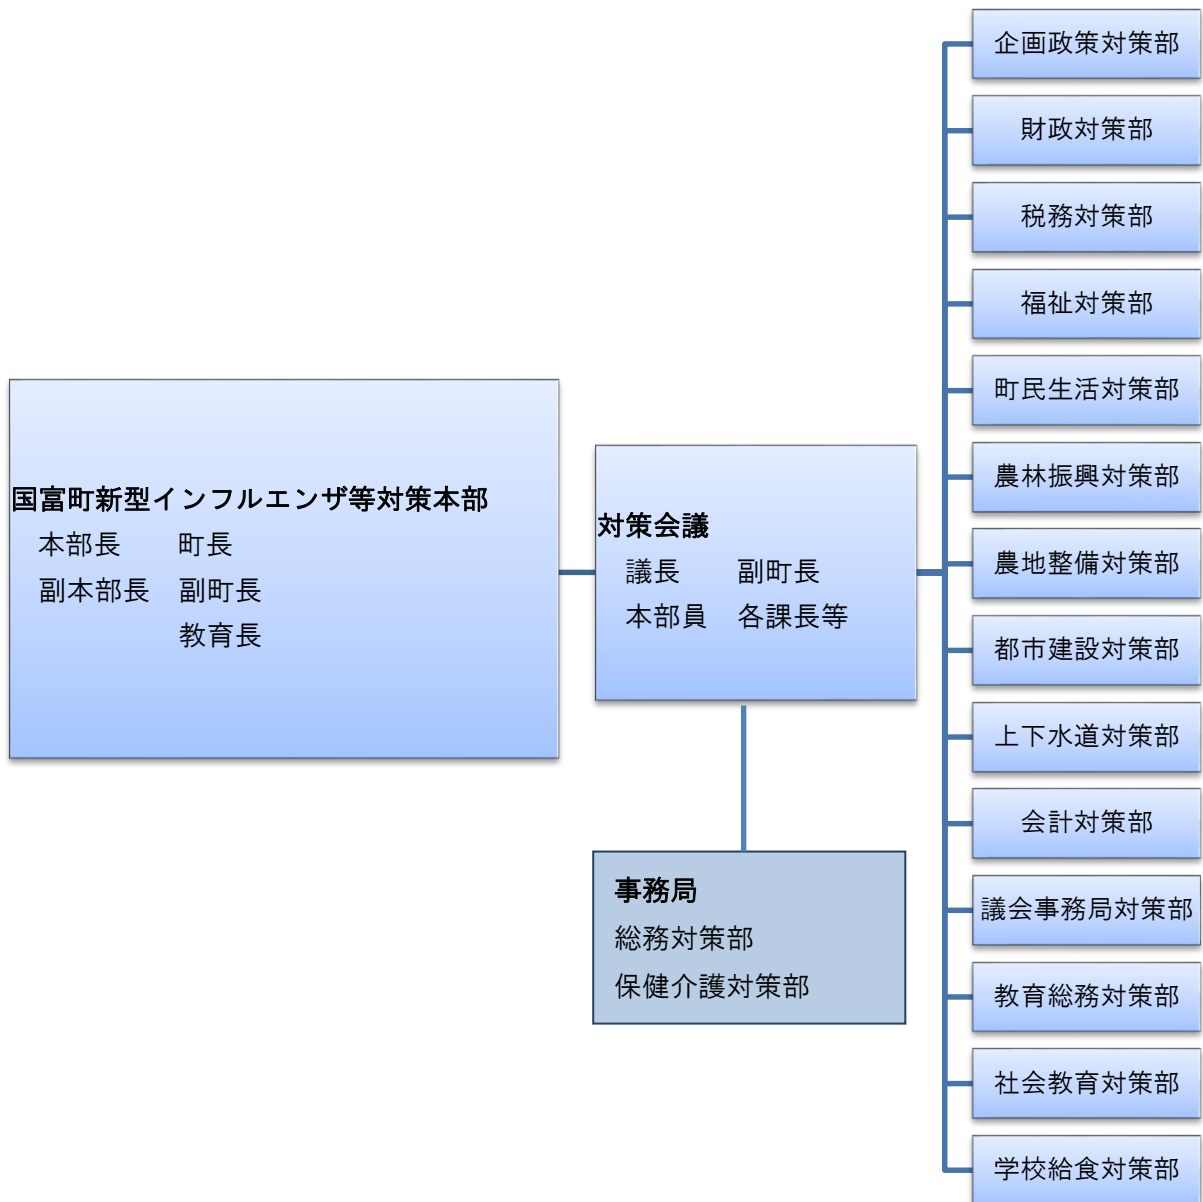 国富町新型インフルエンザ等対策本部
本部長　　町長
副本部長　副町長
教育長
対策会議
議長　　副町長
本部員　各課長等
事務局
総務対策部
保健介護対策部
企画政策対策部
財政対策部
税務対策部
福祉対策部
町民生活対策部
農林振興対策部
農地整備対策部
都市建設対策部
上下水道対策部
会計対策部
議会事務局対策部
教育総務対策部
社会教育対策部
学校給食対策部